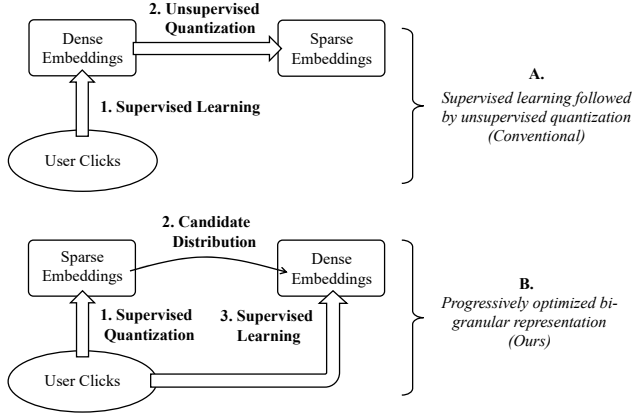 2. Unsupervised
Quantization
Dense
Embeddings
Sparse
Embeddings
1. Supervised Learning
User Clicks
A.
Supervised learning followed
by unsupervised quantization
(Conventional)
2. Candidate
Distribution
Sparse
Embeddings
Dense
Embeddings
1. Supervised
Quantization
3. Supervised
Learning
User Clicks
B.
Progressively optimized bi-
granular representation
(Ours)